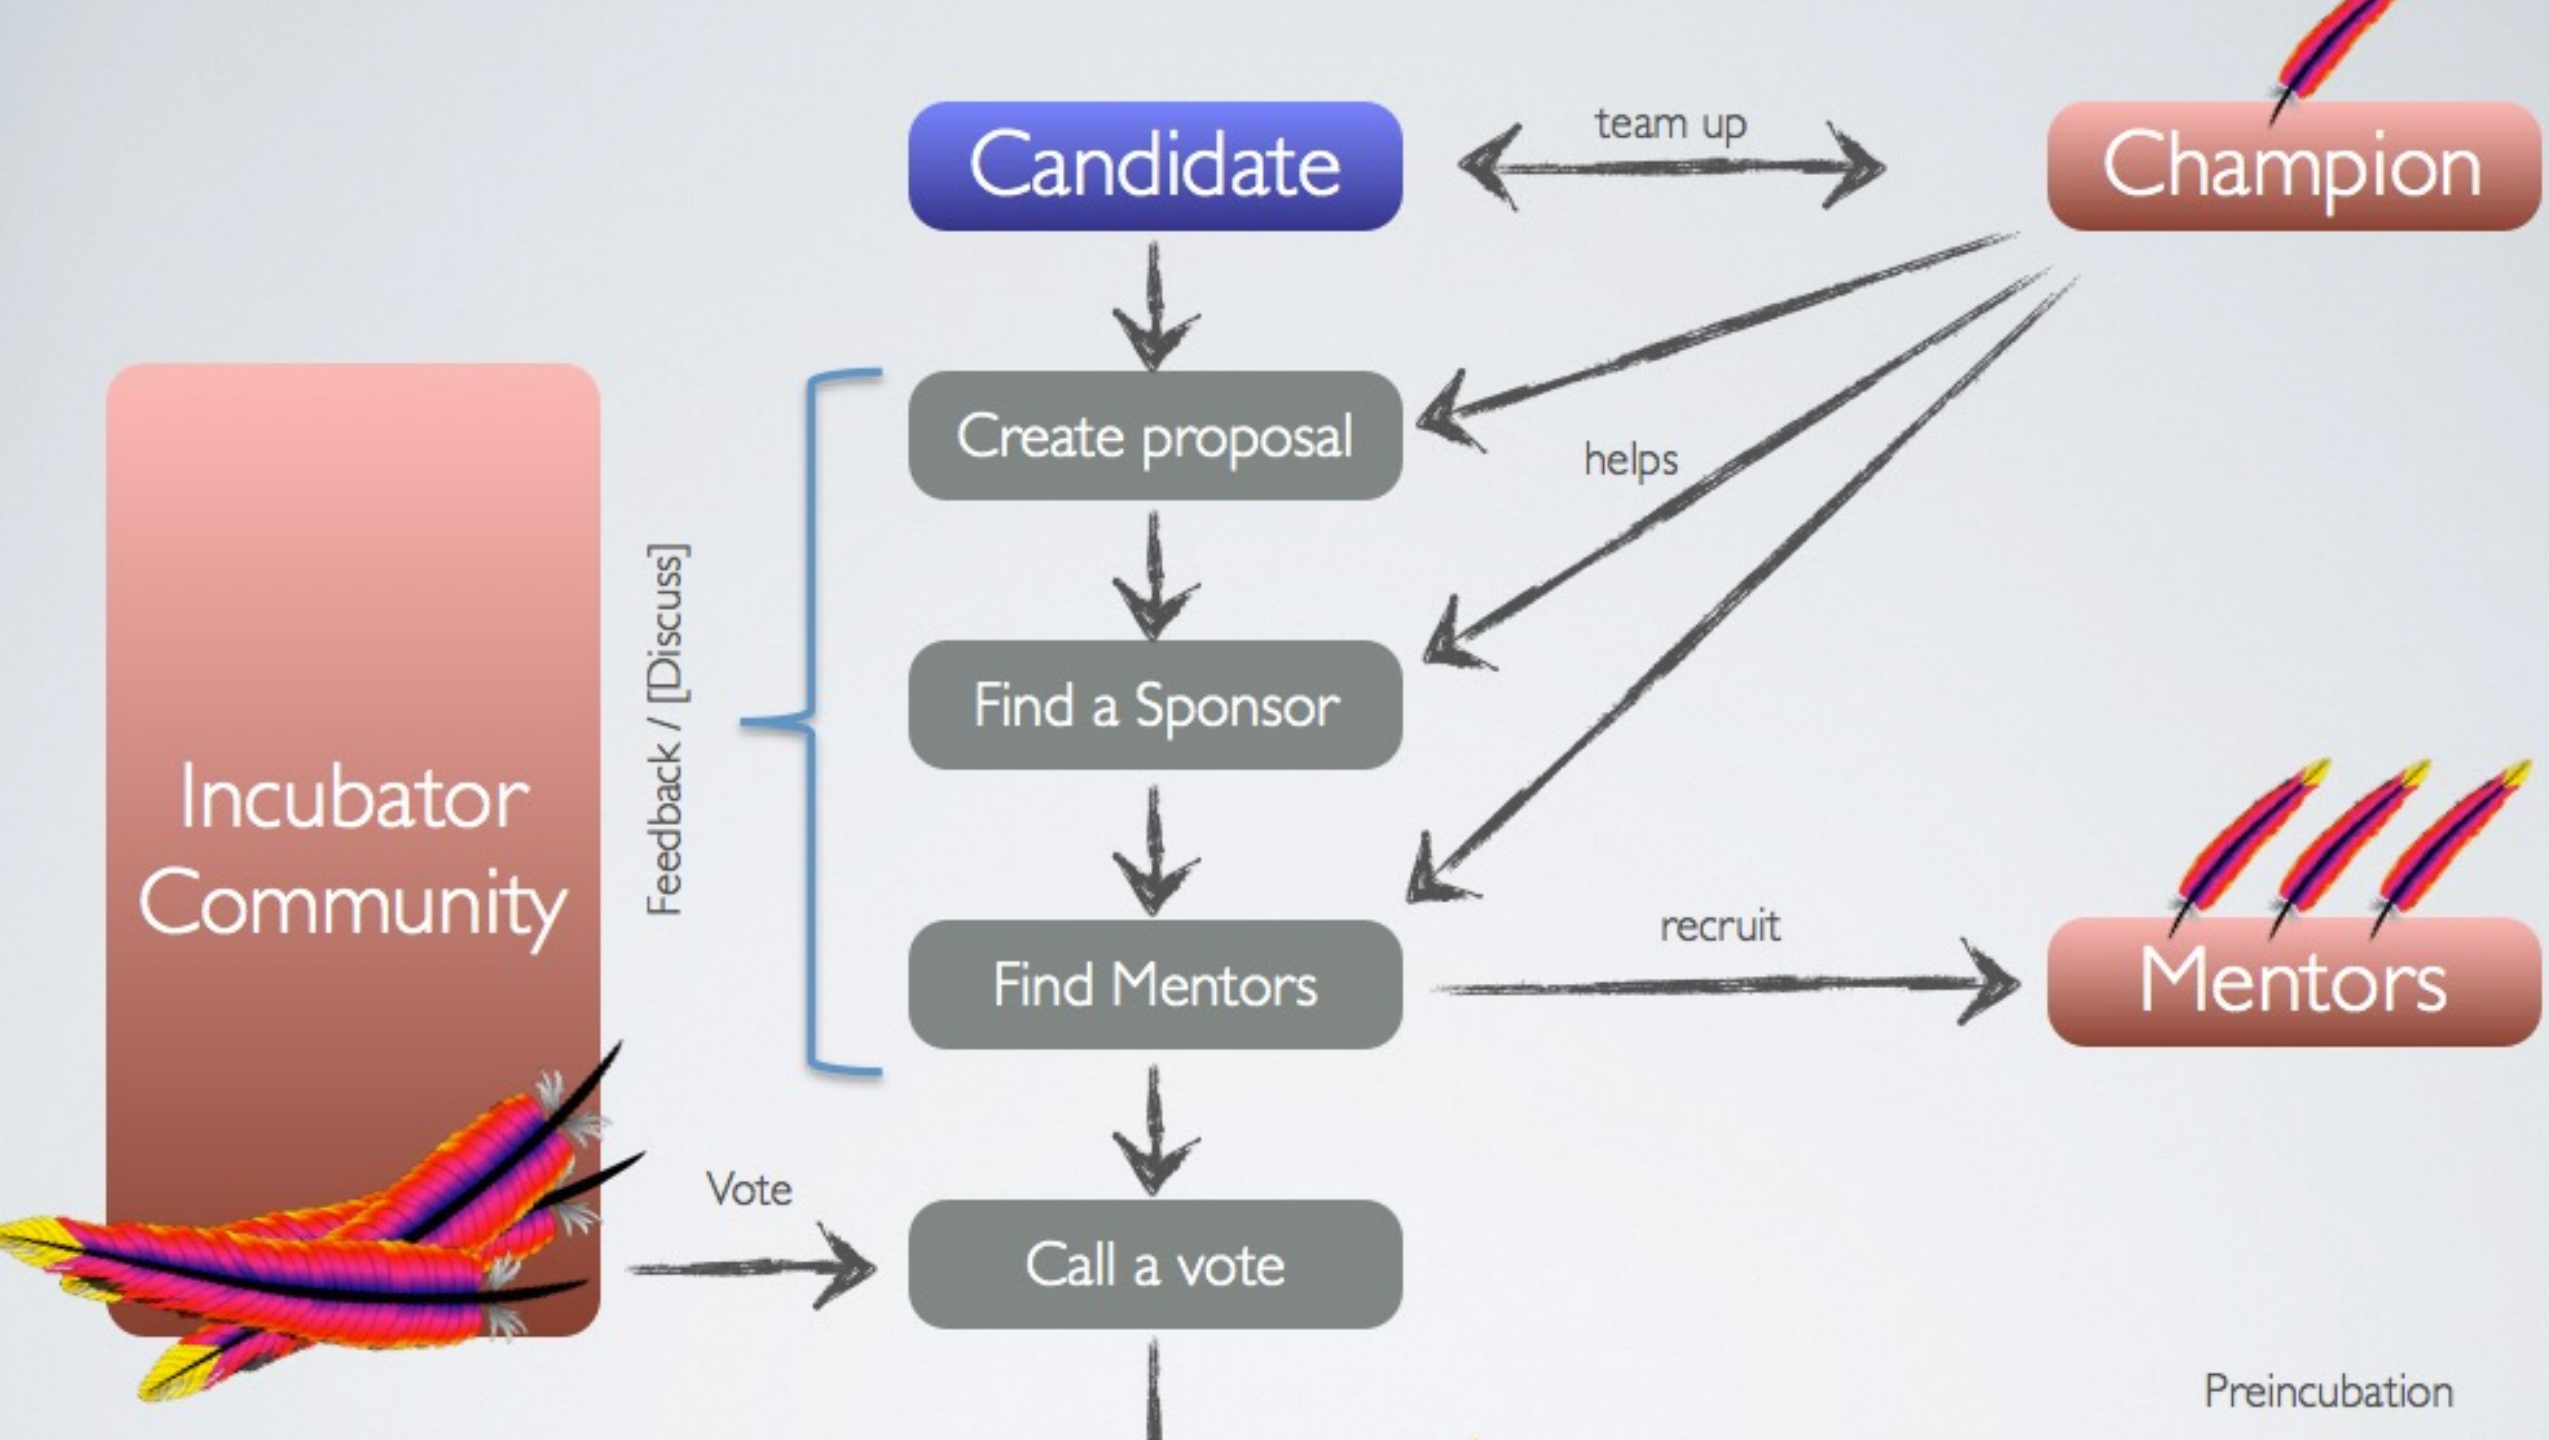 Candidate
team up
Champion
Create proposal
helps
Find a Sponsor
Feedback / [Discuss]
Incubator
Community
Find Mentors
recruit
Mentors
Vote
Call a vote
Preincubation